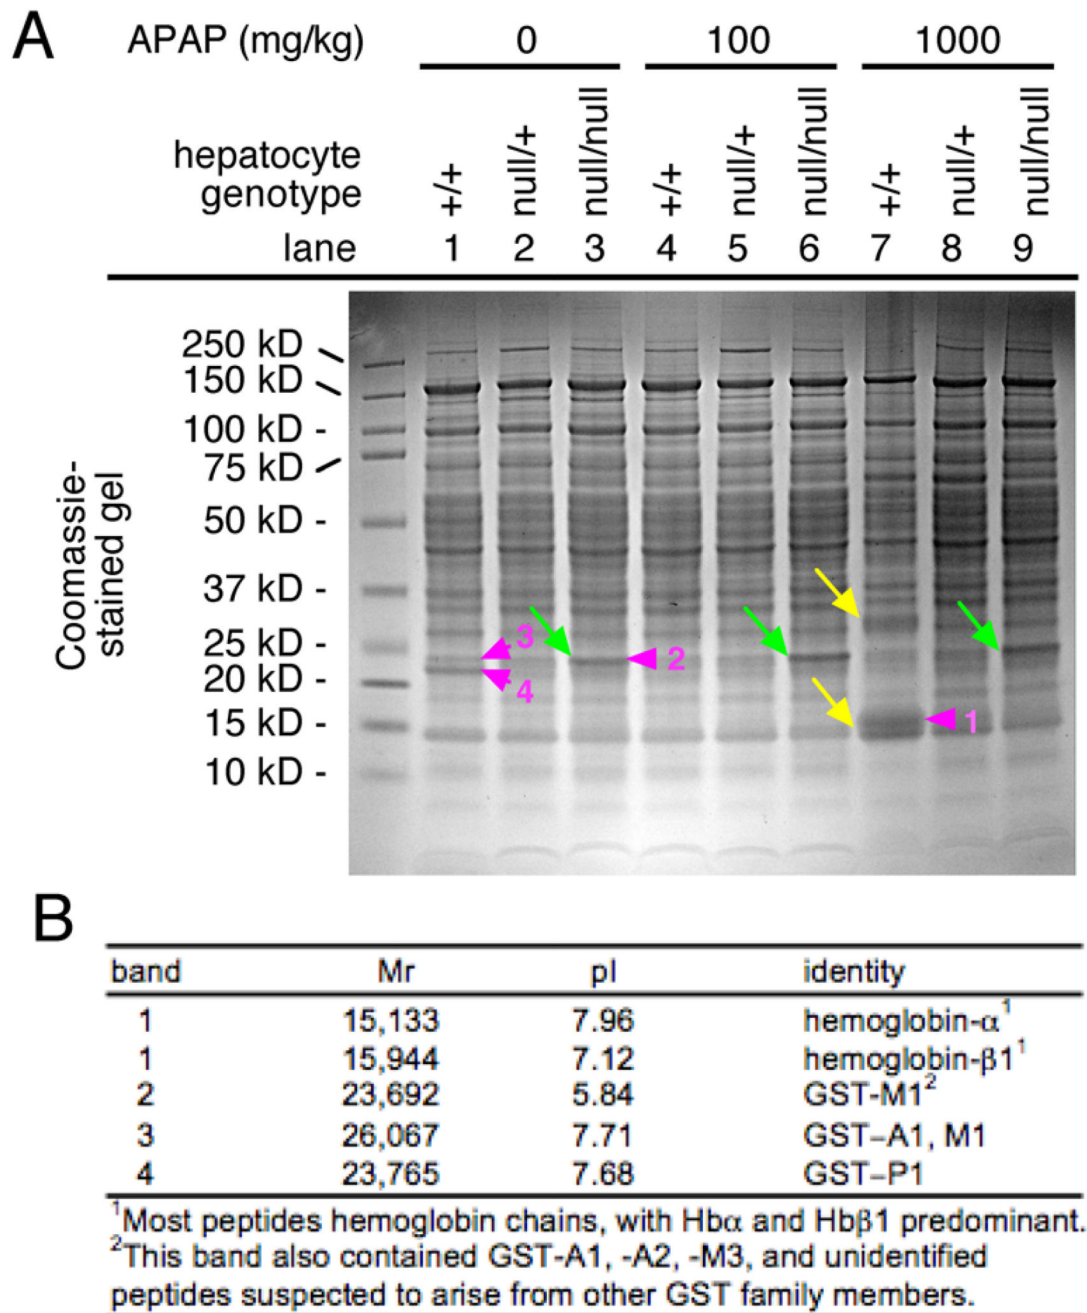 A
APAP (mg/kg) 0 100 1000
hepatocyte genotype +/+ null/+ null/null +/+ null/+ null/null +/+ null/+ null/null
lane 1 2 3 4 5 6 7 8 9
Coomassie-
stained gel
250 kD
150 kD
100 kD -
75 kD
50 kD -
37 kD -
25 kD -
20 kD -
15 kD -
10 kD -
3
2
4
1
B
band Mr pI identity
1 15,133 7.96 hemoglobin-α¹
1 15,944 7.12 hemoglobin-β1¹
2 23,692 5.84 GST-M1²
3 26,067 7.71 GST–A1, M1
4 23,765 7.68 GST–P1
¹Most peptides hemoglobin chains, with Hbα and Hbβ1 predominant.
²This band also contained GST-A1, -A2, -M3, and unidentified
peptides suspected to arise from other GST family members.